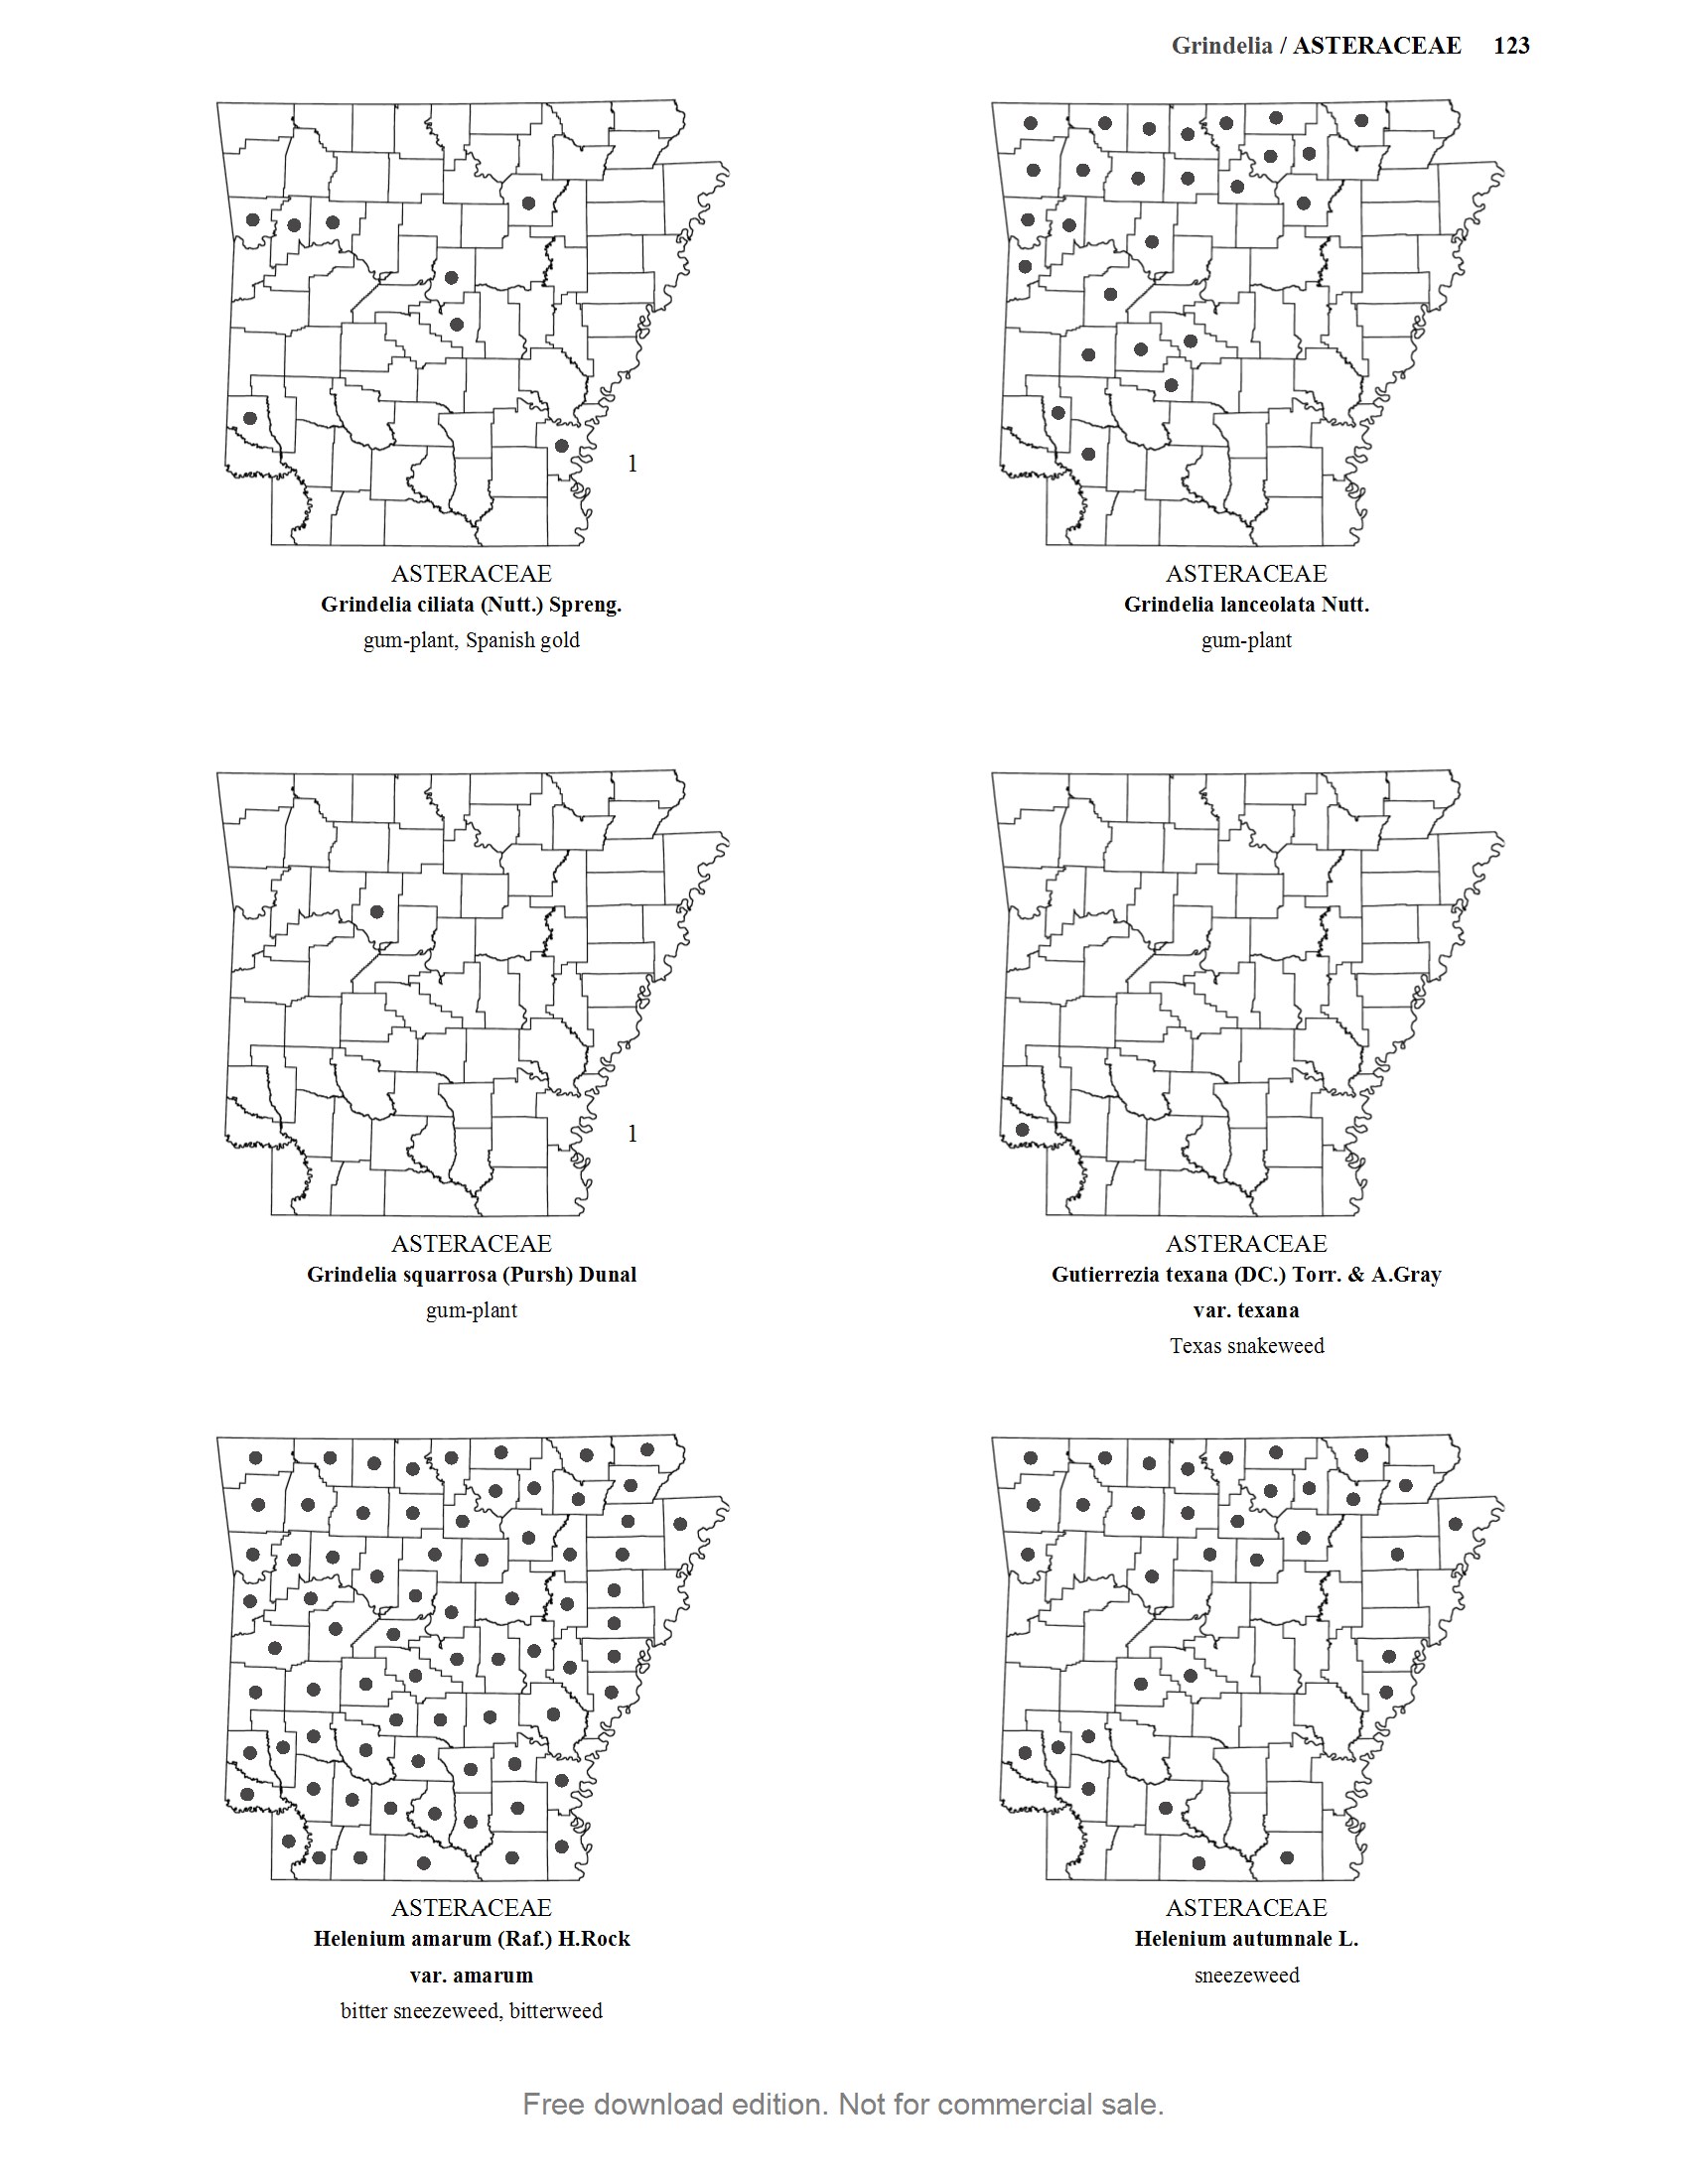 Grindelia / ASTERACEAE 123
1
ASTERACEAE
Grindelia ciliata (Nutt.) Spreng.
gum-plant, Spanish gold
ASTERACEAE
Grindelia lanceolata Nutt.
gum-plant
1
ASTERACEAE
Grindelia squarrosa (Pursh) Dunal
gum-plant
ASTERACEAE
Gutierrezia texana (DC.) Torr. & A.Gray
var. texana
Texas snakeweed
ASTERACEAE
Helenium amarum (Raf.) H.Rock
var. amarum
bitter sneezeweed, bitterweed
ASTERACEAE
Helenium autumnale L.
sneezeweed
Free download edition. Not for commercial sale.